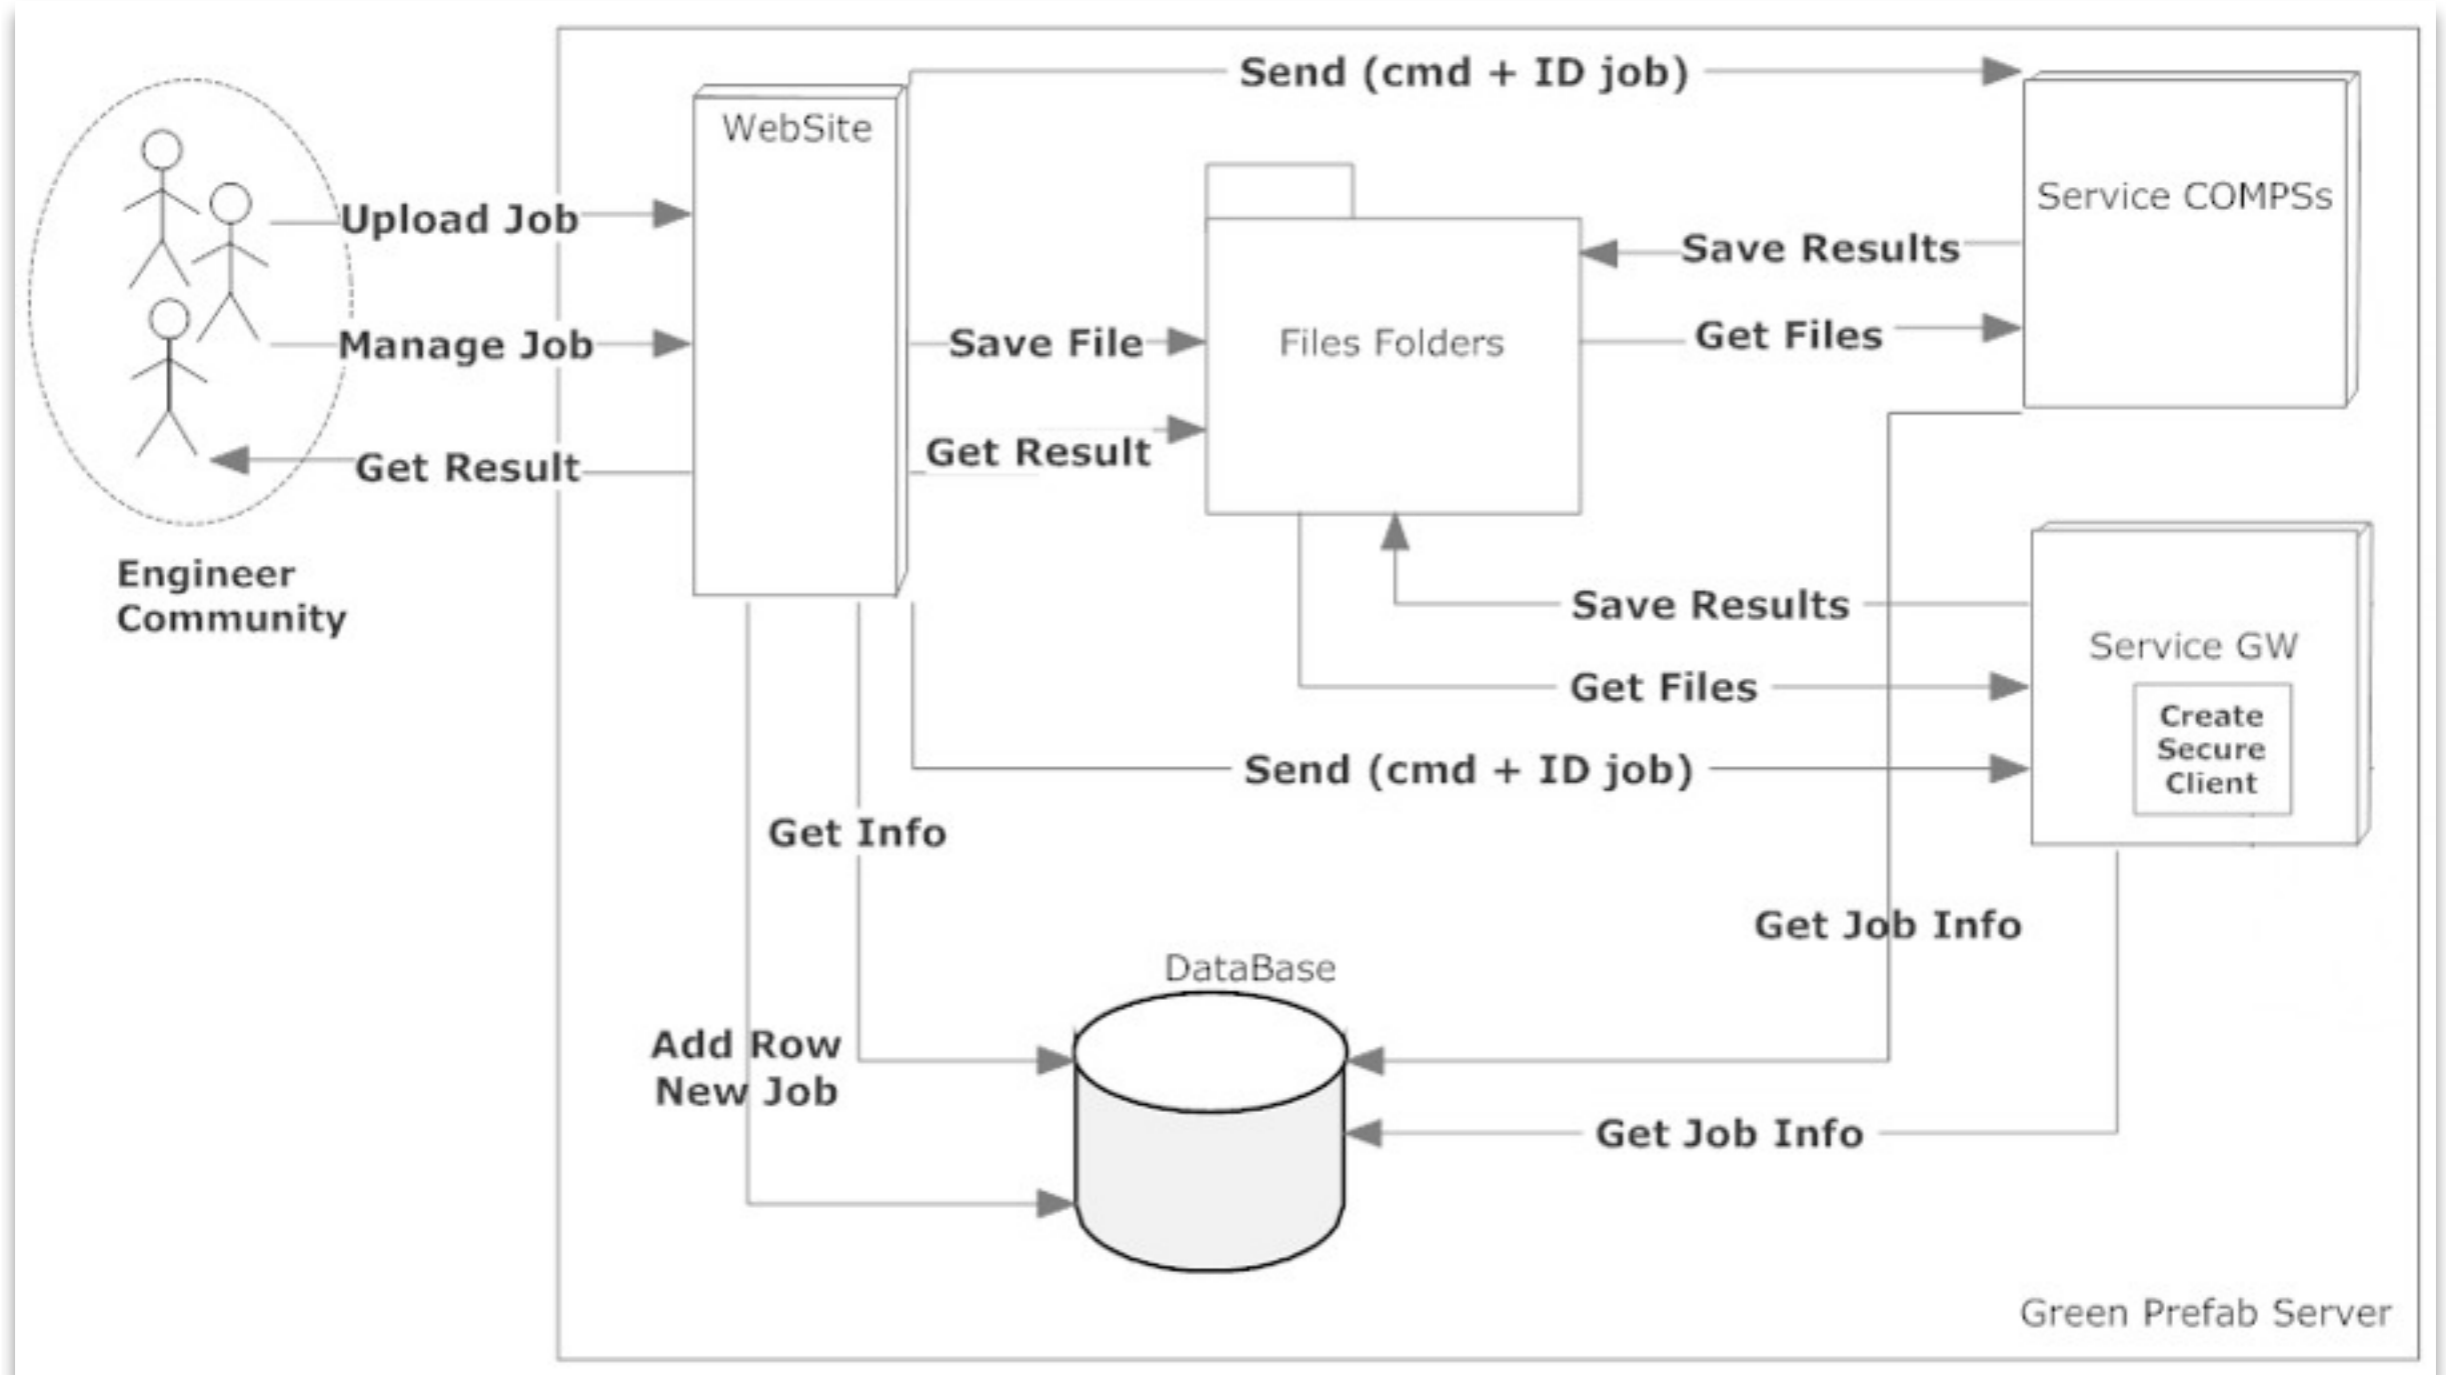 Send (cmd + ID job)
WebSite
Service COMPSs
Upload Job
Save Results
Manage Job
Save File
Files Folders
Get Files
Get Result
Get Result
Engineer
Community
Save Results
Service GW
Get Files
Create
Secure
Client
Send (cmd + ID job)
Get Info
Get Job Info
DataBase
Add Row
New Job
Get Job Info
Green Prefab Server